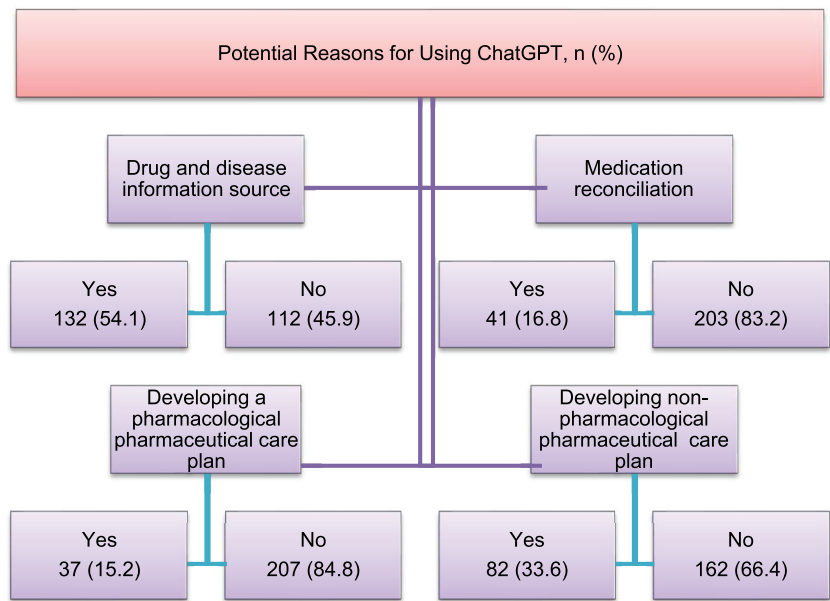 Potential Reasons for Using ChatGPT, n (%)
Drug and disease
information source
Medication
reconciliation
Yes
132 (54.1)
No
112 (45.9)
Yes
41 (16.8)
No
203 (83.2)
Developing a
pharmacological
pharmaceutical care
plan
Developing non-
pharmacological
pharmaceutical care
plan
Yes
37 (15.2)
No
207 (84.8)
Yes
82 (33.6)
No
162 (66.4)